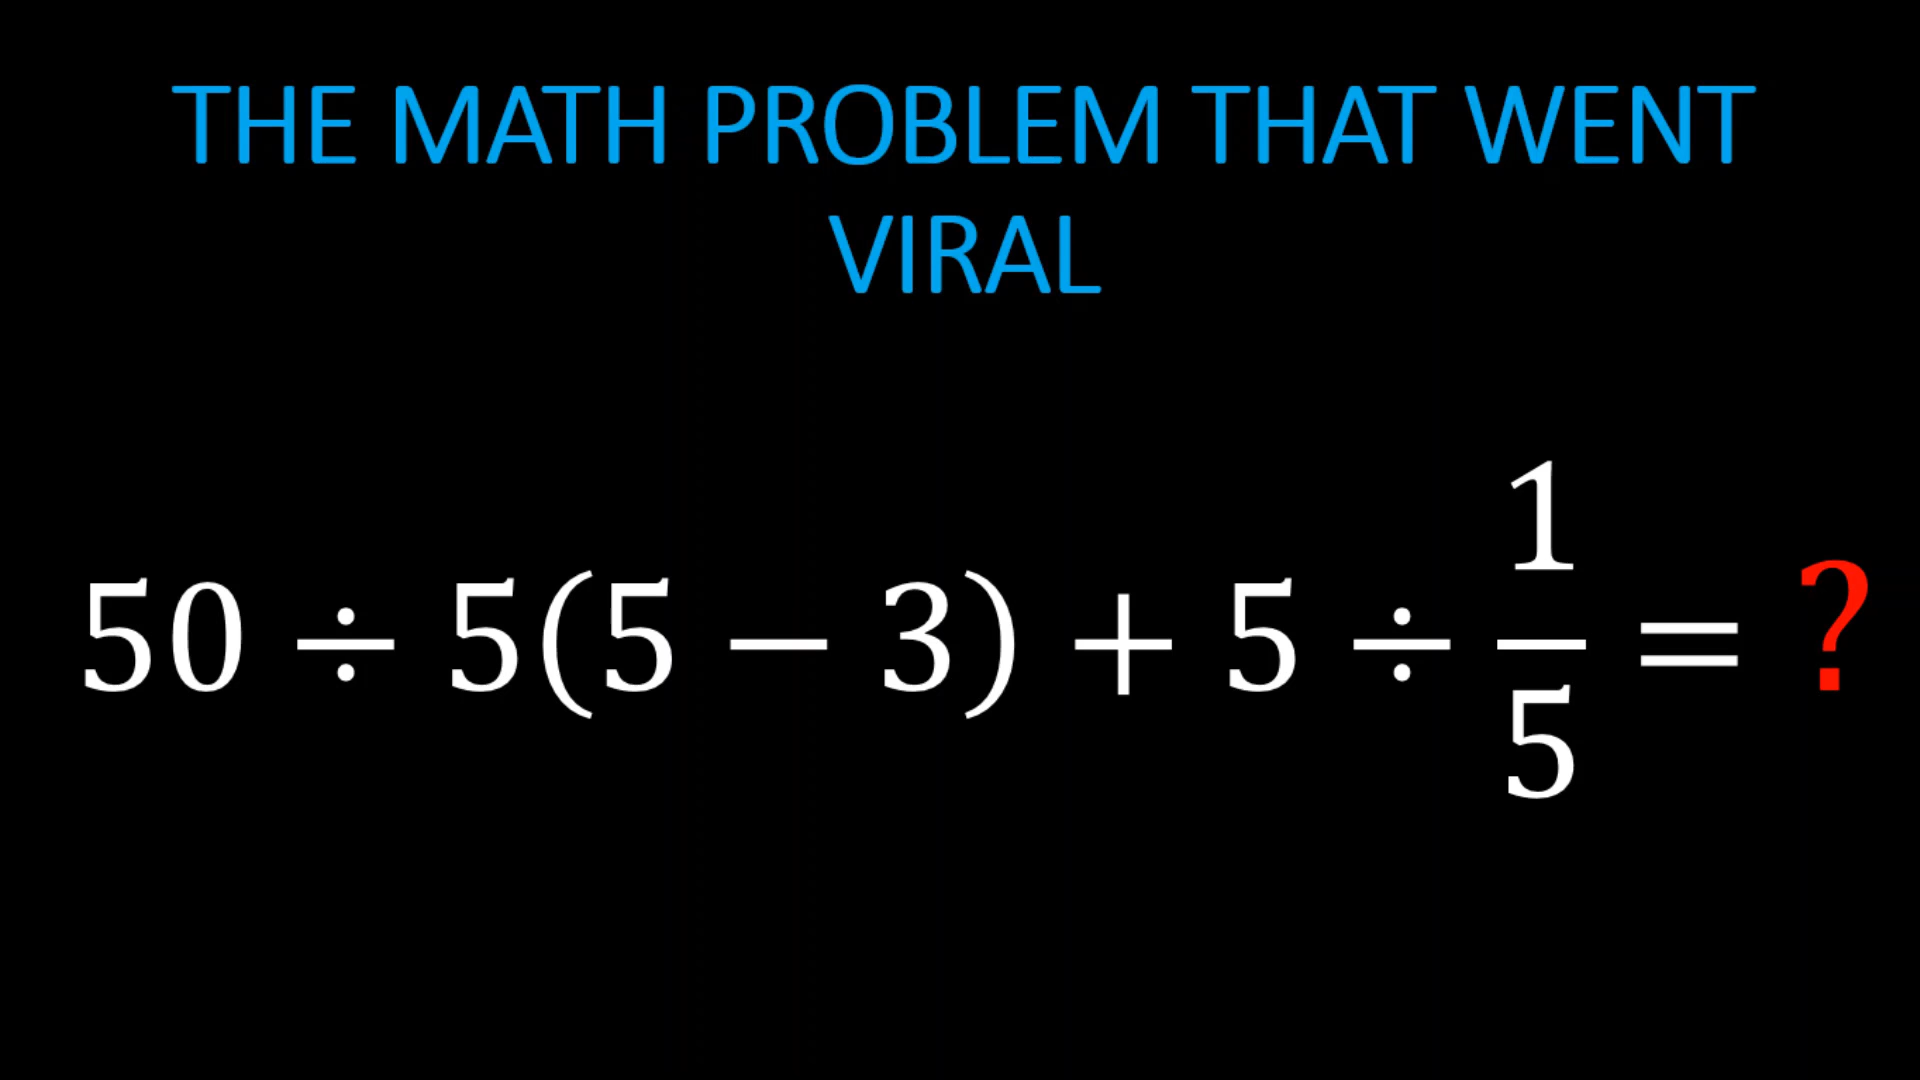 THE MATH PROBLEM THAT WENT
VIRAL
50 ÷ 5(5 − 3) + 5 ÷ 1/5 = ?